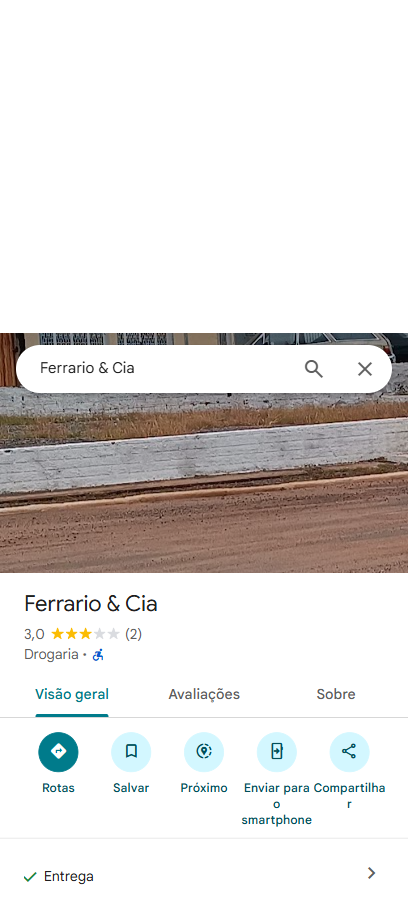 Ferrario & Cia
Ferrario & Cia
3,0 (2)
Drogaria ·
Visão geral Avaliações Sobre
Rotas Salvar Próximo Enviar para o smartphone Compartilhar
Entrega